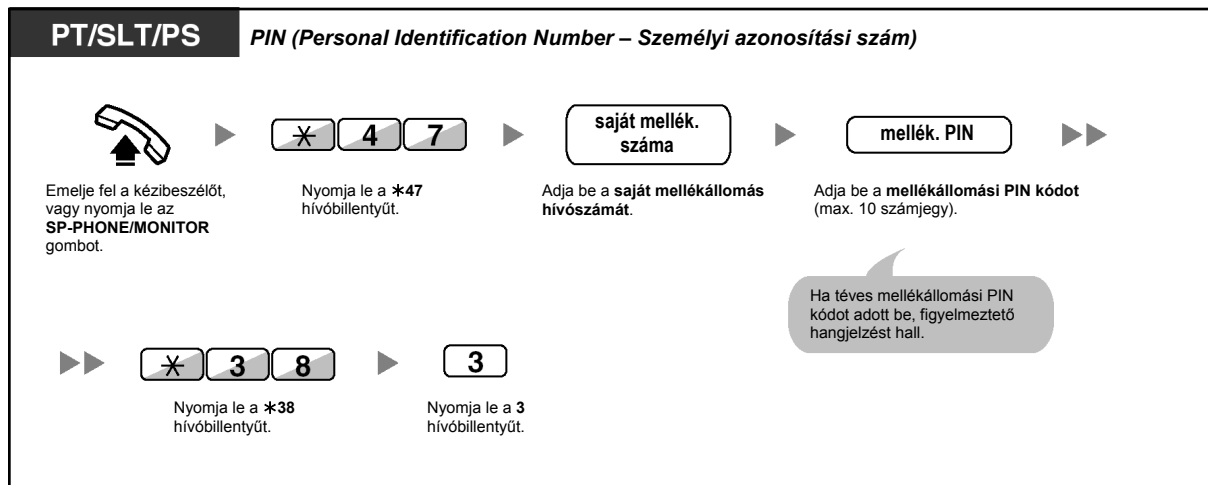 PT/SLT/PS
PIN (Personal Identification Number – Személyi azonosítási szám)
* 4 7
saját mellék.
száma
mellék. PIN
Emelje fel a kézibeszélőt,
vagy nyomja le az
SP-PHONE/MONITOR
gombot.
Nyomja le a *47
hívóbillentyűt.
Adja be a saját mellékállomás
hívószámát.
Adja be a mellékállomási PIN kódot
(max. 10 számjegy).
Ha téves mellékállomási PIN
kódot adott be, figyelmeztető
hangjelzést hall.
* 3 8
3
Nyomja le a *38
hívóbillentyűt.
Nyomja le a 3
hívóbillentyűt.